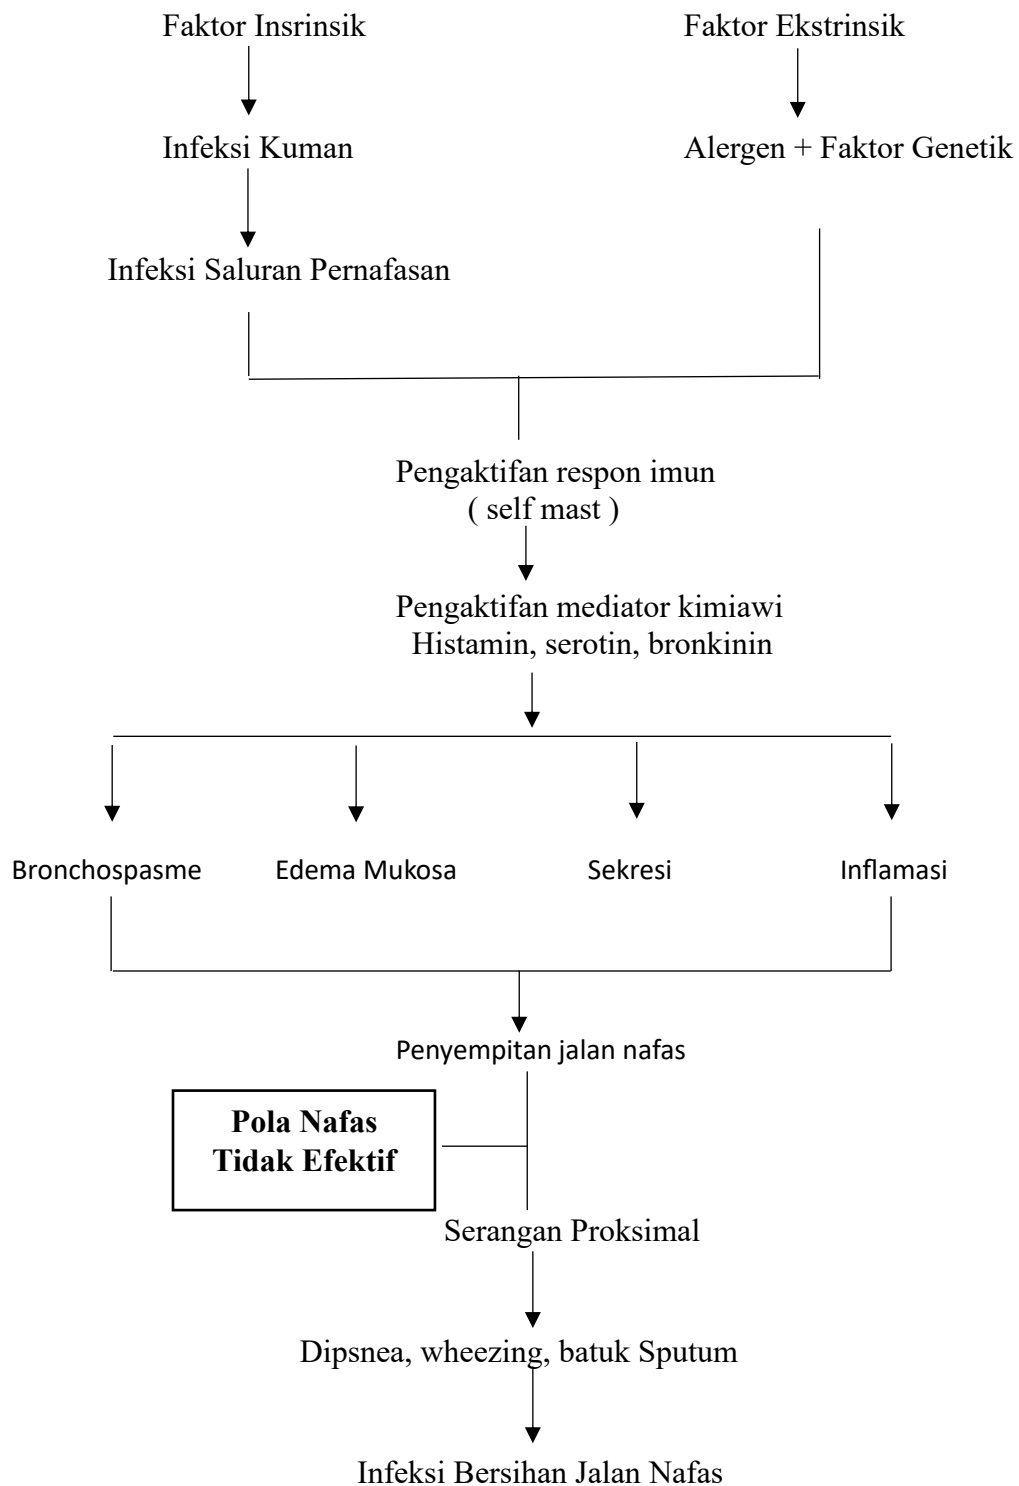 Faktor Insrinsik
Faktor Ekstrinsik
Infeksi Kuman
Alergen + Faktor Genetik
Infeksi Saluran Pernafasan
Pengaktifan respon imun
( self mast )
Pengaktifan mediator kimiawi
Histamin, serotin, bronkinin
Bronchospasme
Edema Mukosa
Sekresi
Inflamasi
Penyempitan jalan nafas
Pola Nafas
Tidak Efektif
Serangan Proksimal
Dipsnea, wheezing, batuk Sputum
Infeksi Bersihan Jalan Nafas